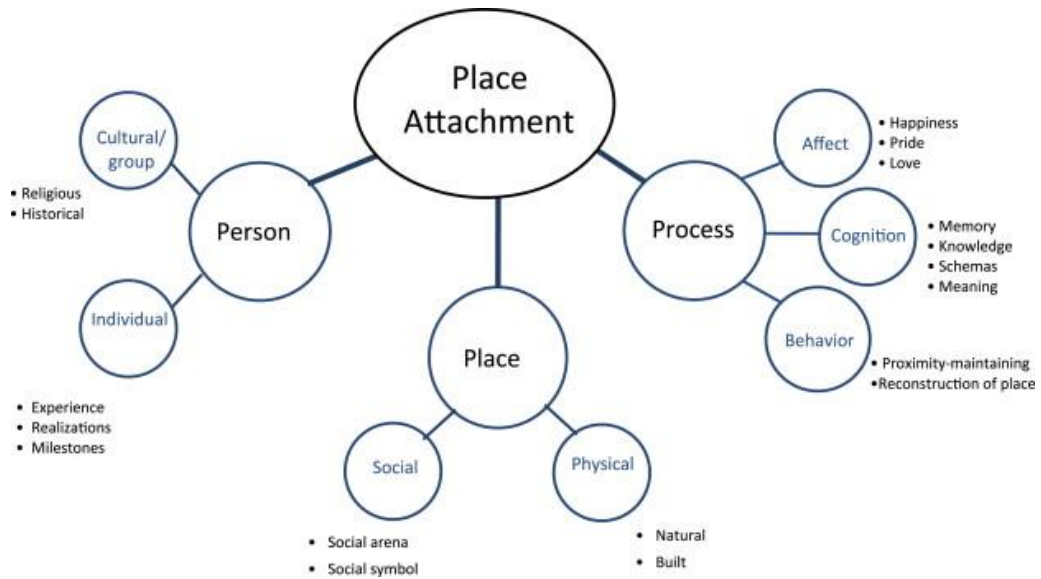 Place
Attachment
Cultural/
group
• Religious
• Historical
Person
Individual
• Experience
• Realizations
• Milestones
Place
Social
• Social arena
• Social symbol
Physical
• Natural
• Built
Process
Affect
• Happiness
• Pride
• Love
Cognition
• Memory
• Knowledge
• Schemas
• Meaning
Behavior
• Proximity-maintaining
•Reconstruction of place